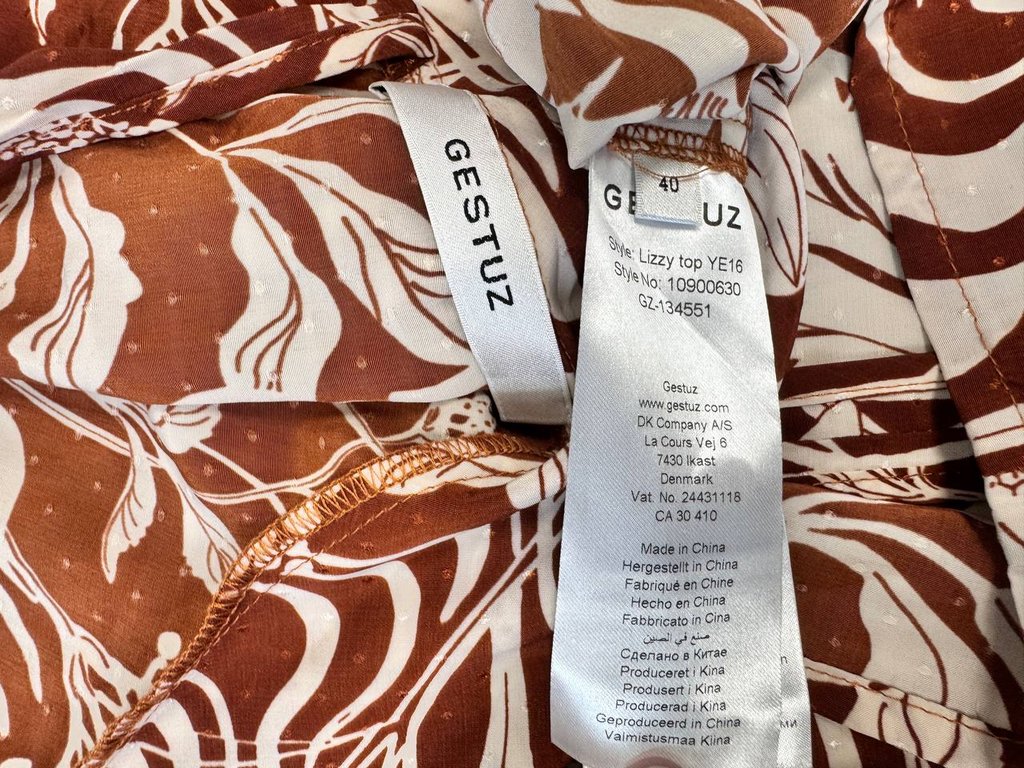 GESTUZ
40
GE UZ
Style: Lizzy top YE16
Style No: 10900630
GZ-134551
Gestuz
www.gestuz.com
DK Company A/S
La Cours Vej 6
7430 Ikast
Denmark
Vat. No. 24431118
CA 30 410
Made in China
Hergestellt in China
Fabriqué en Chine
Hecho en China
Fabbricato in Cina
صنع في الصين
Сделано в Китае
Produceret i Kina
Produsert i Kina
Producerad i Kina
Geproduceerd in China
Valmistusmaa Kiina